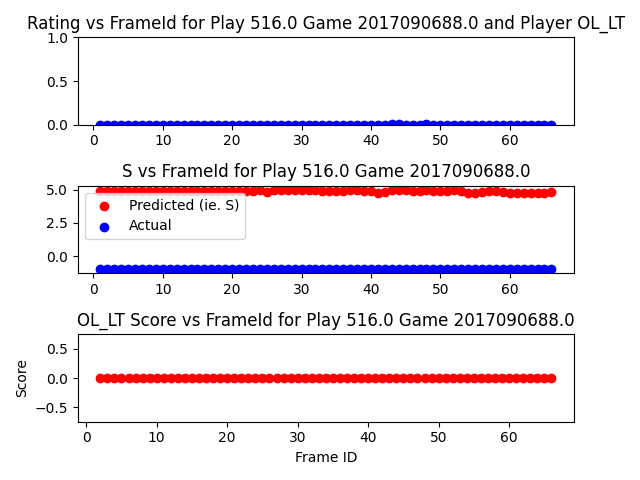 Rating vs FrameId for Play 516.0 Game 2017090688.0 and Player OL_LT
1.0
0.5
0.0
0 10 20 30 40 50 60
S vs FrameId for Play 516.0 Game 2017090688.0
5.0
Predicted (ie. S)
2.5
Actual
0.0
0 10 20 30 40 50 60
OL_LT Score vs FrameId for Play 516.0 Game 2017090688.0
0.5
0.0
−0.5
Score
0 10 20 30 40 50 60
Frame ID